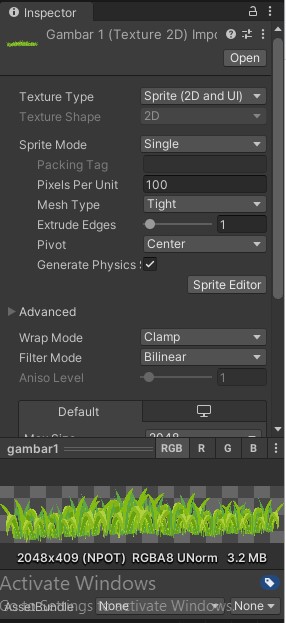 Inspector
Gambar 1 (Texture 2D) Impo
Open
Texture Type Sprite (2D and UI)
Texture Shape 2D
Sprite Mode Single
Packing Tag
Pixels Per Unit 100
Mesh Type Tight
Extrude Edges 1
Pivot Center
Generate Physics S
Sprite Editor
Advanced
Wrap Mode Clamp
Filter Mode Bilinear
Aniso Level 1
Default
Max Size 2048
gambar1 RGB R G B
2048x409 (NPOT) RGBA8 UNorm 3.2 MB
Activate Windows
Go to Settings to activate Windows.
AssetBundle None None